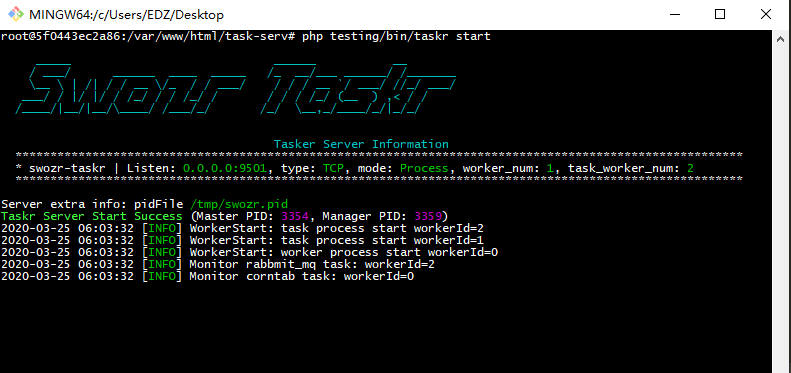 MINGW64:/c/Users/EDZ/Desktop
root@5f0443ec2a86:/var/www/html/task-serv# php testing/bin/taskr start
Swozr Taskr
Tasker Server Information
*************************************************************************************
* swozr-taskr | Listen: 0.0.0.0:9501, type: TCP, mode: Process, worker_num: 1, task_worker_num: 2
*************************************************************************************
Server extra info: pidFile /tmp/swozr.pid
Taskr Server Start Success (Master PID: 3354, Manager PID: 3359)
2020-03-25 06:03:32 [INFO] WorkerStart: task process start workerId=2
2020-03-25 06:03:32 [INFO] WorkerStart: task process start workerId=1
2020-03-25 06:03:32 [INFO] WorkerStart: worker process start workerId=0
2020-03-25 06:03:32 [INFO] Monitor rabbmit_mq task: workerId=2
2020-03-25 06:03:32 [INFO] Monitor corntab task: workerId=0